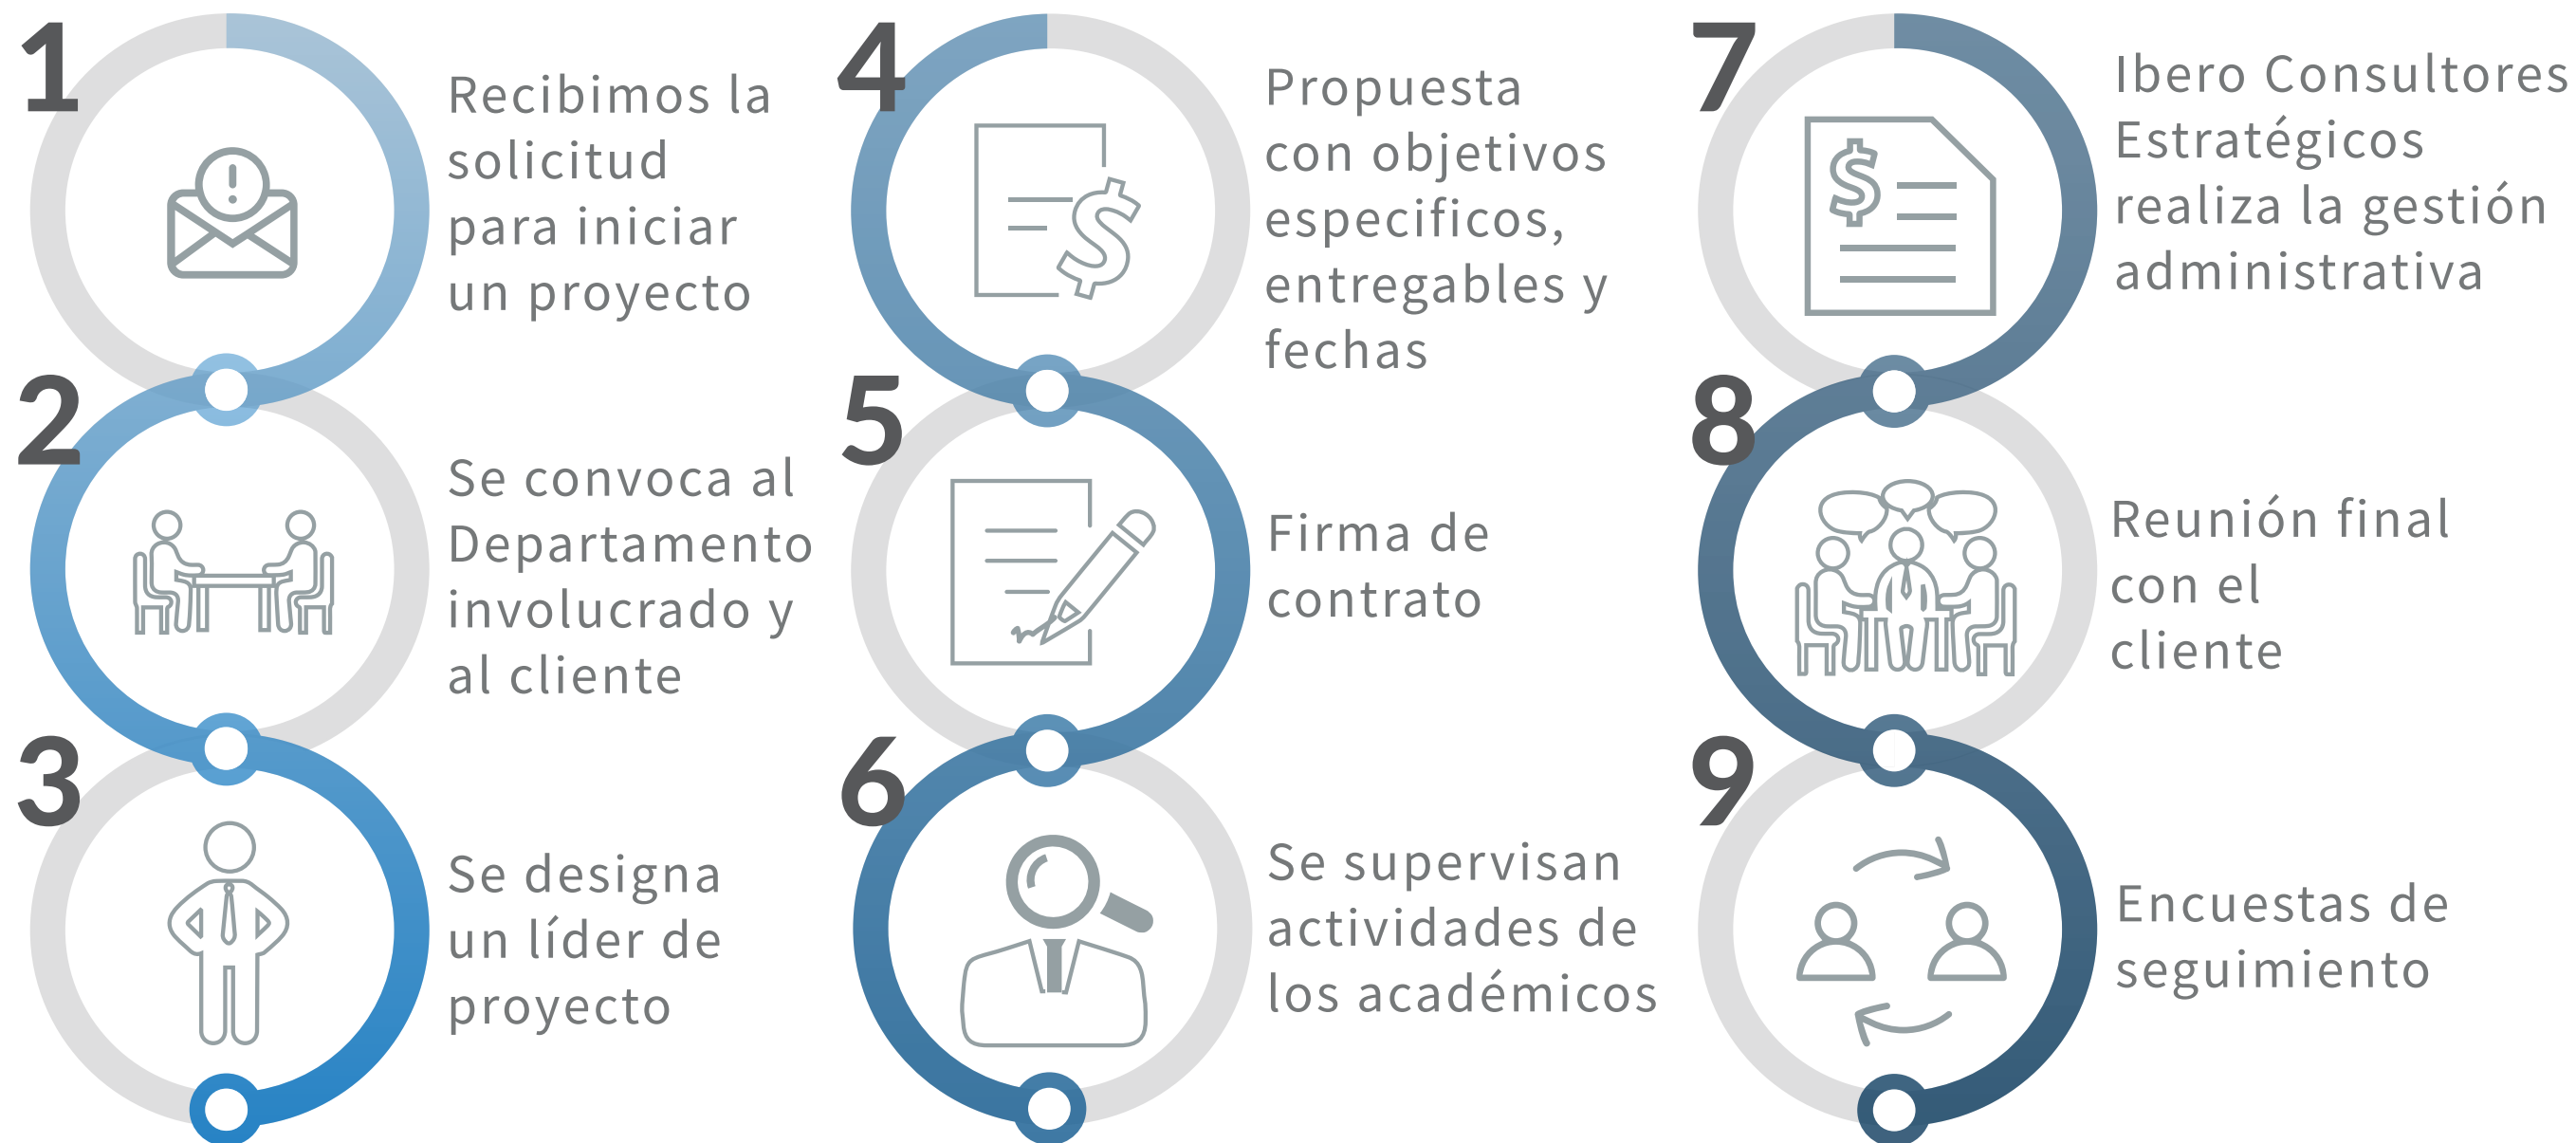 1
Recibimos la
solicitud
para iniciar
un proyecto
2
Se convoca al
Departamento
involucrado y
al cliente
3
Se designa
un líder de
proyecto
4
Propuesta
con objetivos
especificos,
entregables y
fechas
5
Firma de
contrato
6
Se supervisan
actividades de
los académicos
7
Ibero Consultores
Estratégicos
realiza la gestión
administrativa
8
Reunión final
con el
cliente
9
Encuestas de
seguimiento